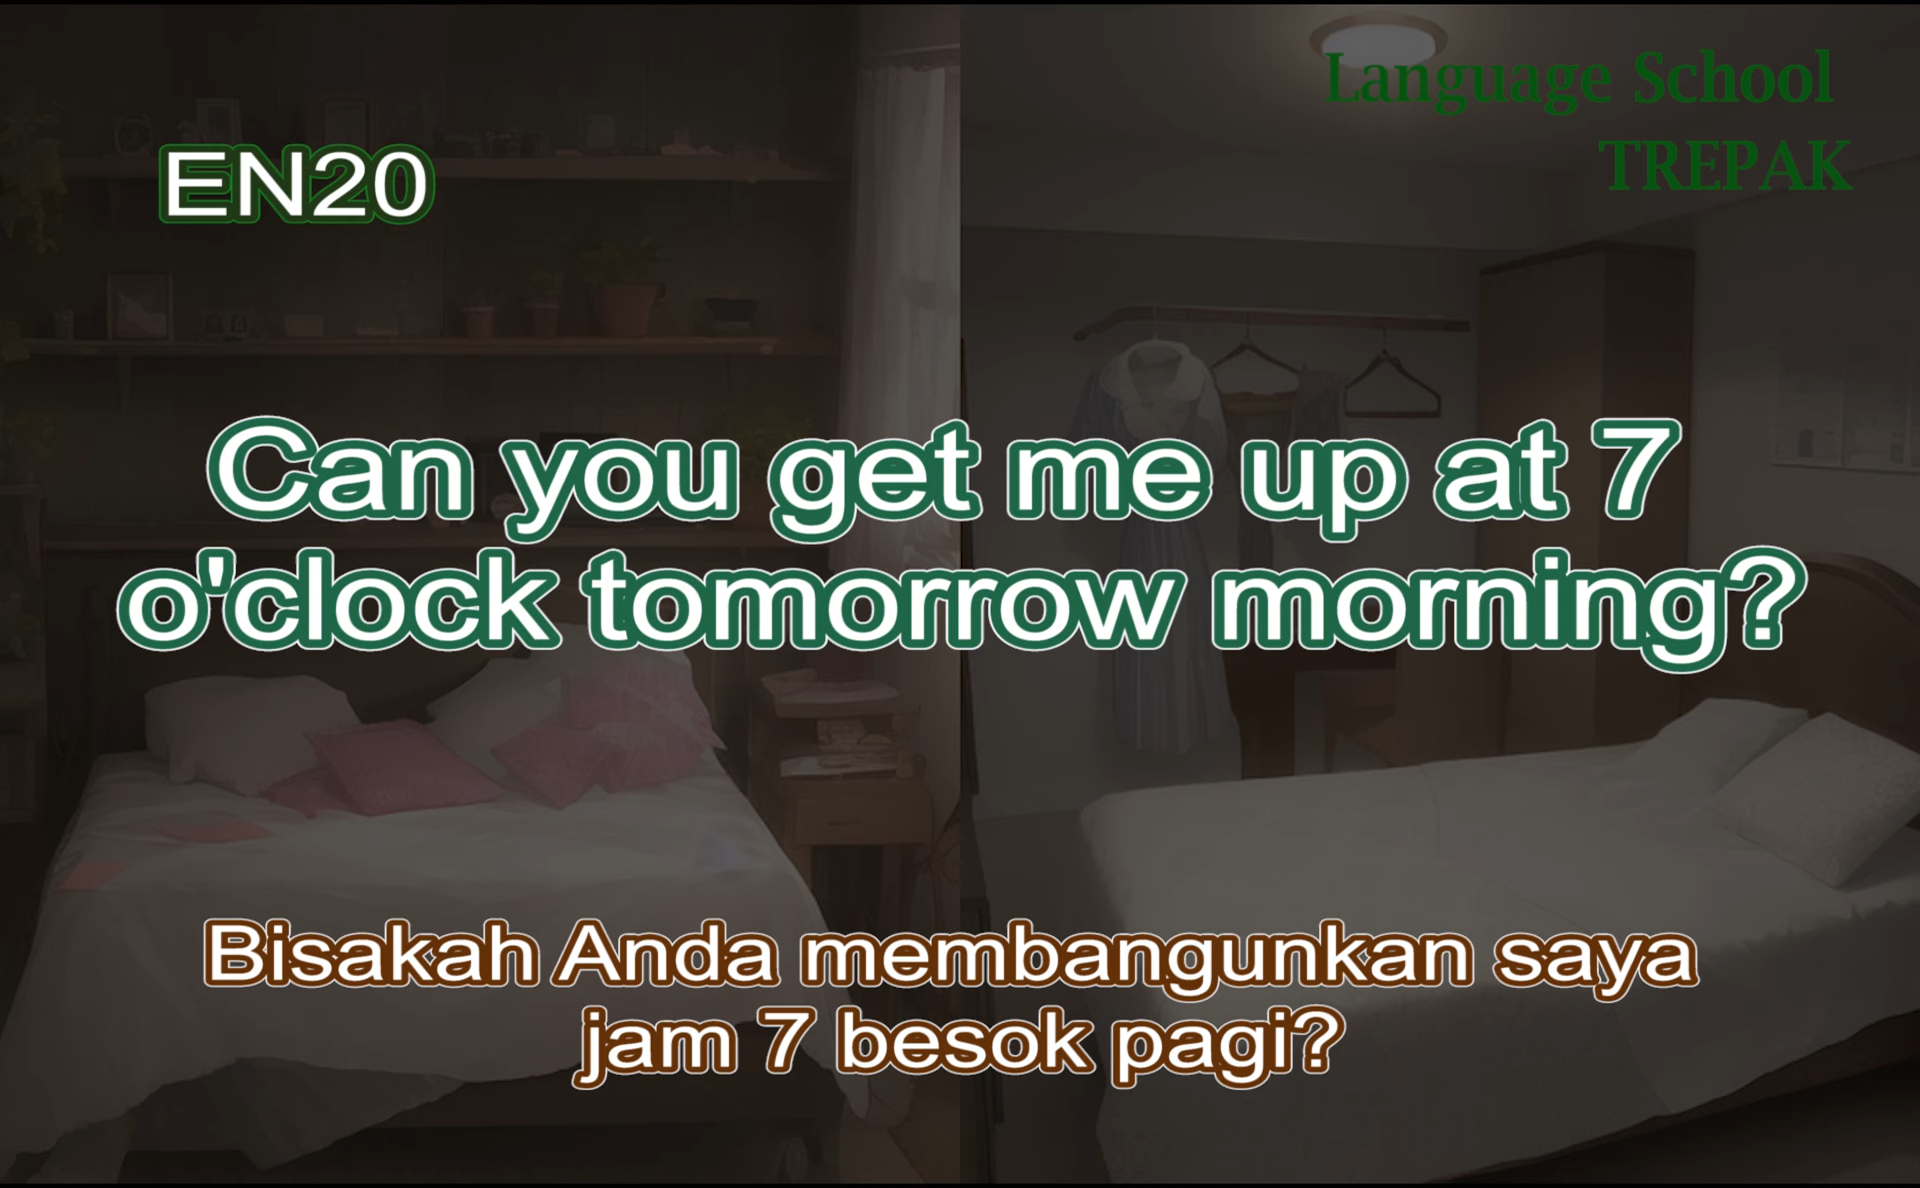 Language School
TREPAK
EN20
Can you get me up at 7
o'clock tomorrow morning?
Bisakah Anda membangunkan saya
jam 7 besok pagi?